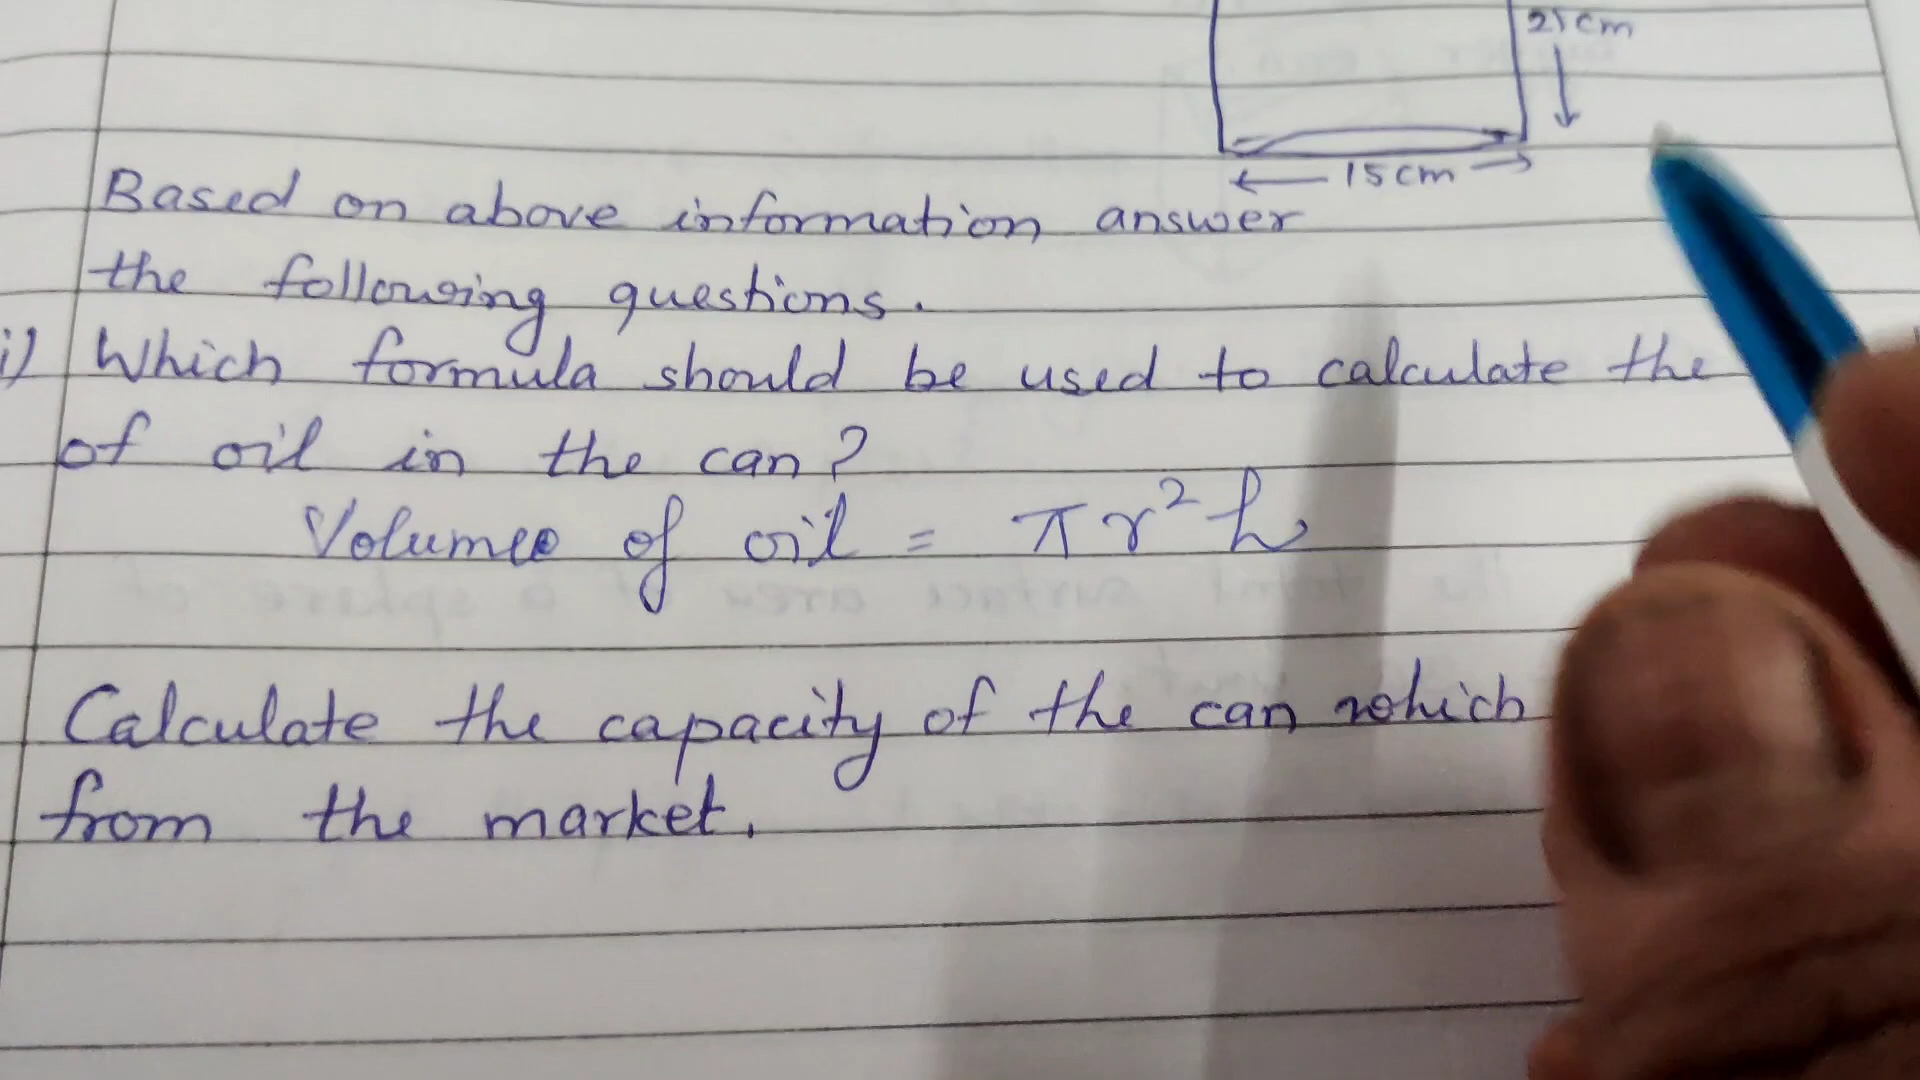 21cm
15cm
Based on above information answer
the following questions.
i) Which formula should be used to calculate the
of oil in the can?
Volume of oil = πr²h
Calculate the capacity of the can which
from the market.